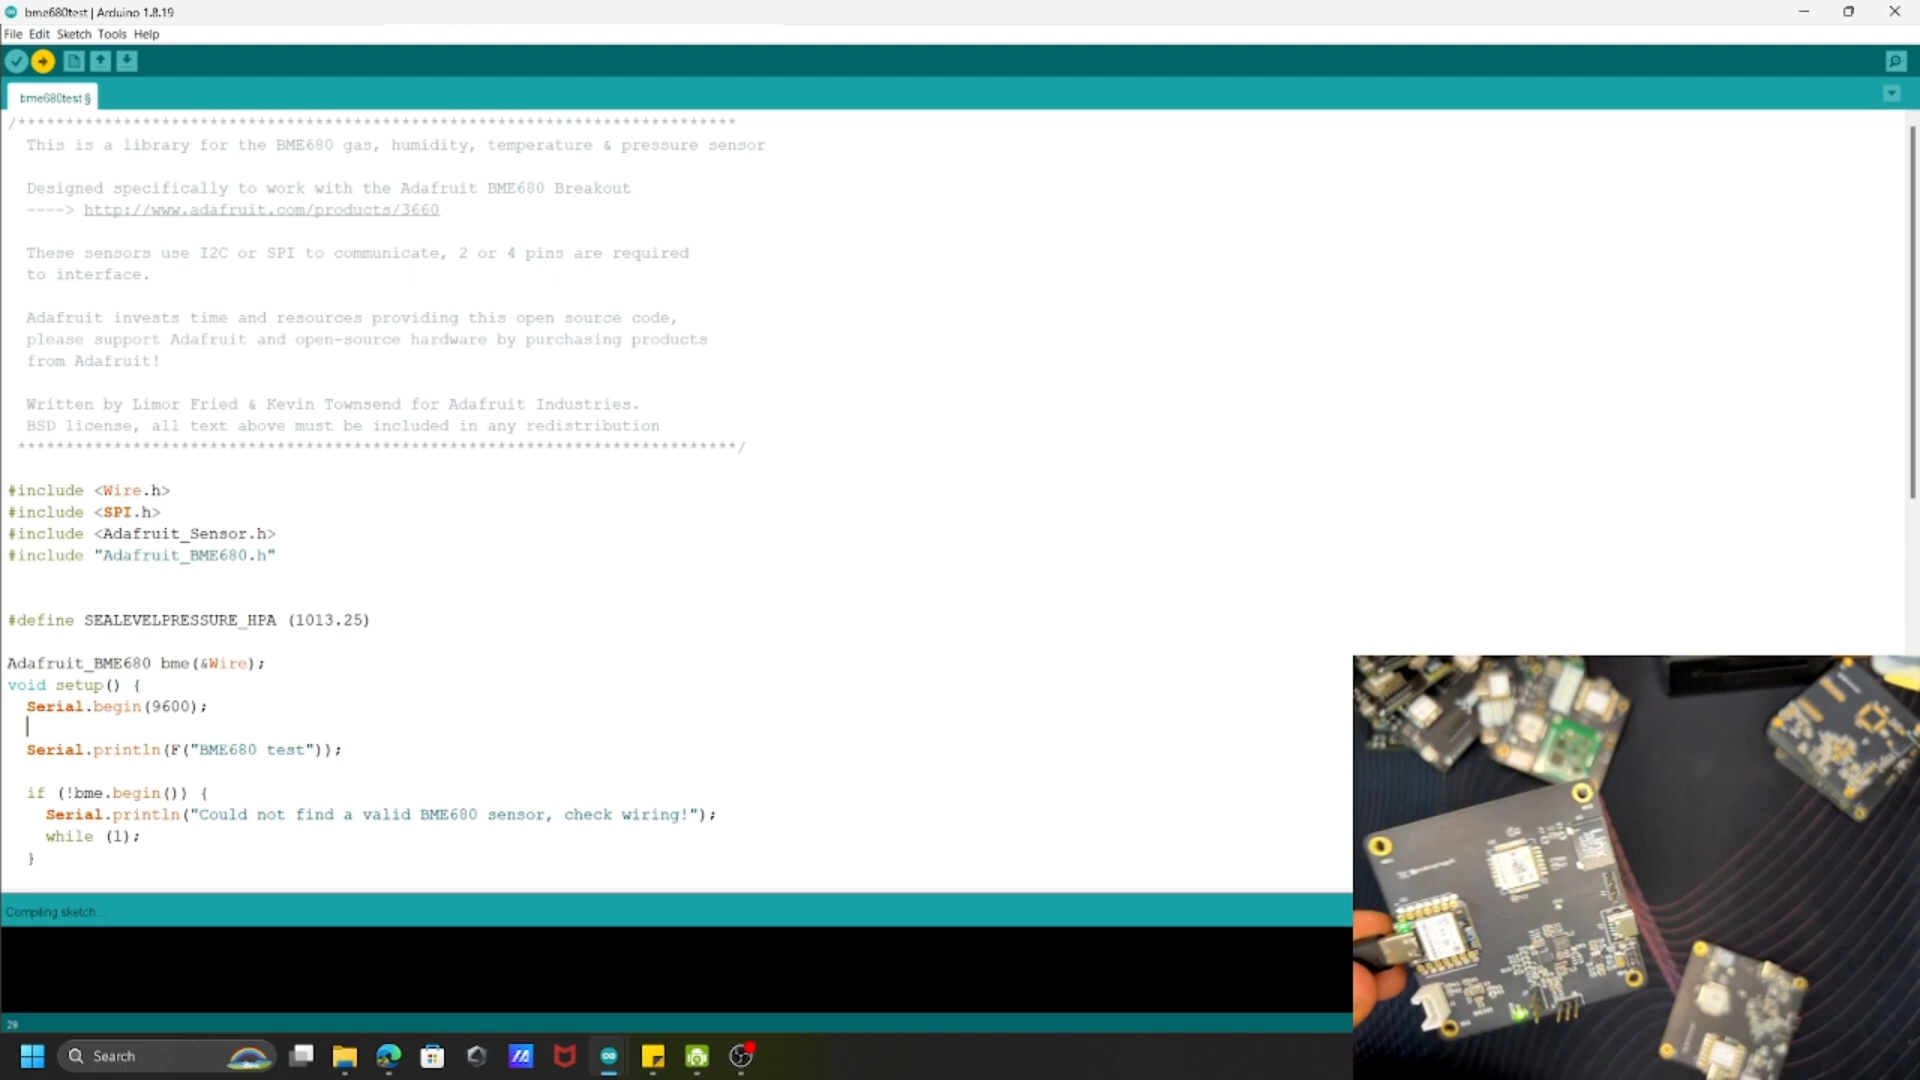 bme680test | Arduino 1.8.19
File Edit Sketch Tools Help
bme680test §
/***************************************************************************
This is a library for the BME680 gas, humidity, temperature & pressure sensor
Designed specifically to work with the Adafruit BME680 Breakout
----> http://www.adafruit.com/products/3660
These sensors use I2C or SPI to communicate, 2 or 4 pins are required
to interface.
Adafruit invests time and resources providing this open source code,
please support Adafruit and open-source hardware by purchasing products
from Adafruit!
Written by Limor Fried & Kevin Townsend for Adafruit Industries.
BSD license, all text above must be included in any redistribution
***************************************************************************/
#include <Wire.h>
#include <SPI.h>
#include <Adafruit_Sensor.h>
#include "Adafruit_BME680.h"
#define SEALEVELPRESSURE_HPA (1013.25)
Adafruit_BME680 bme(&Wire);
void setup() {
Serial.begin(9600);
Serial.println(F("BME680 test"));
if (!bme.begin()) {
Serial.println("Could not find a valid BME680 sensor, check wiring!");
while (1);
}
Compiling sketch...
29
Search